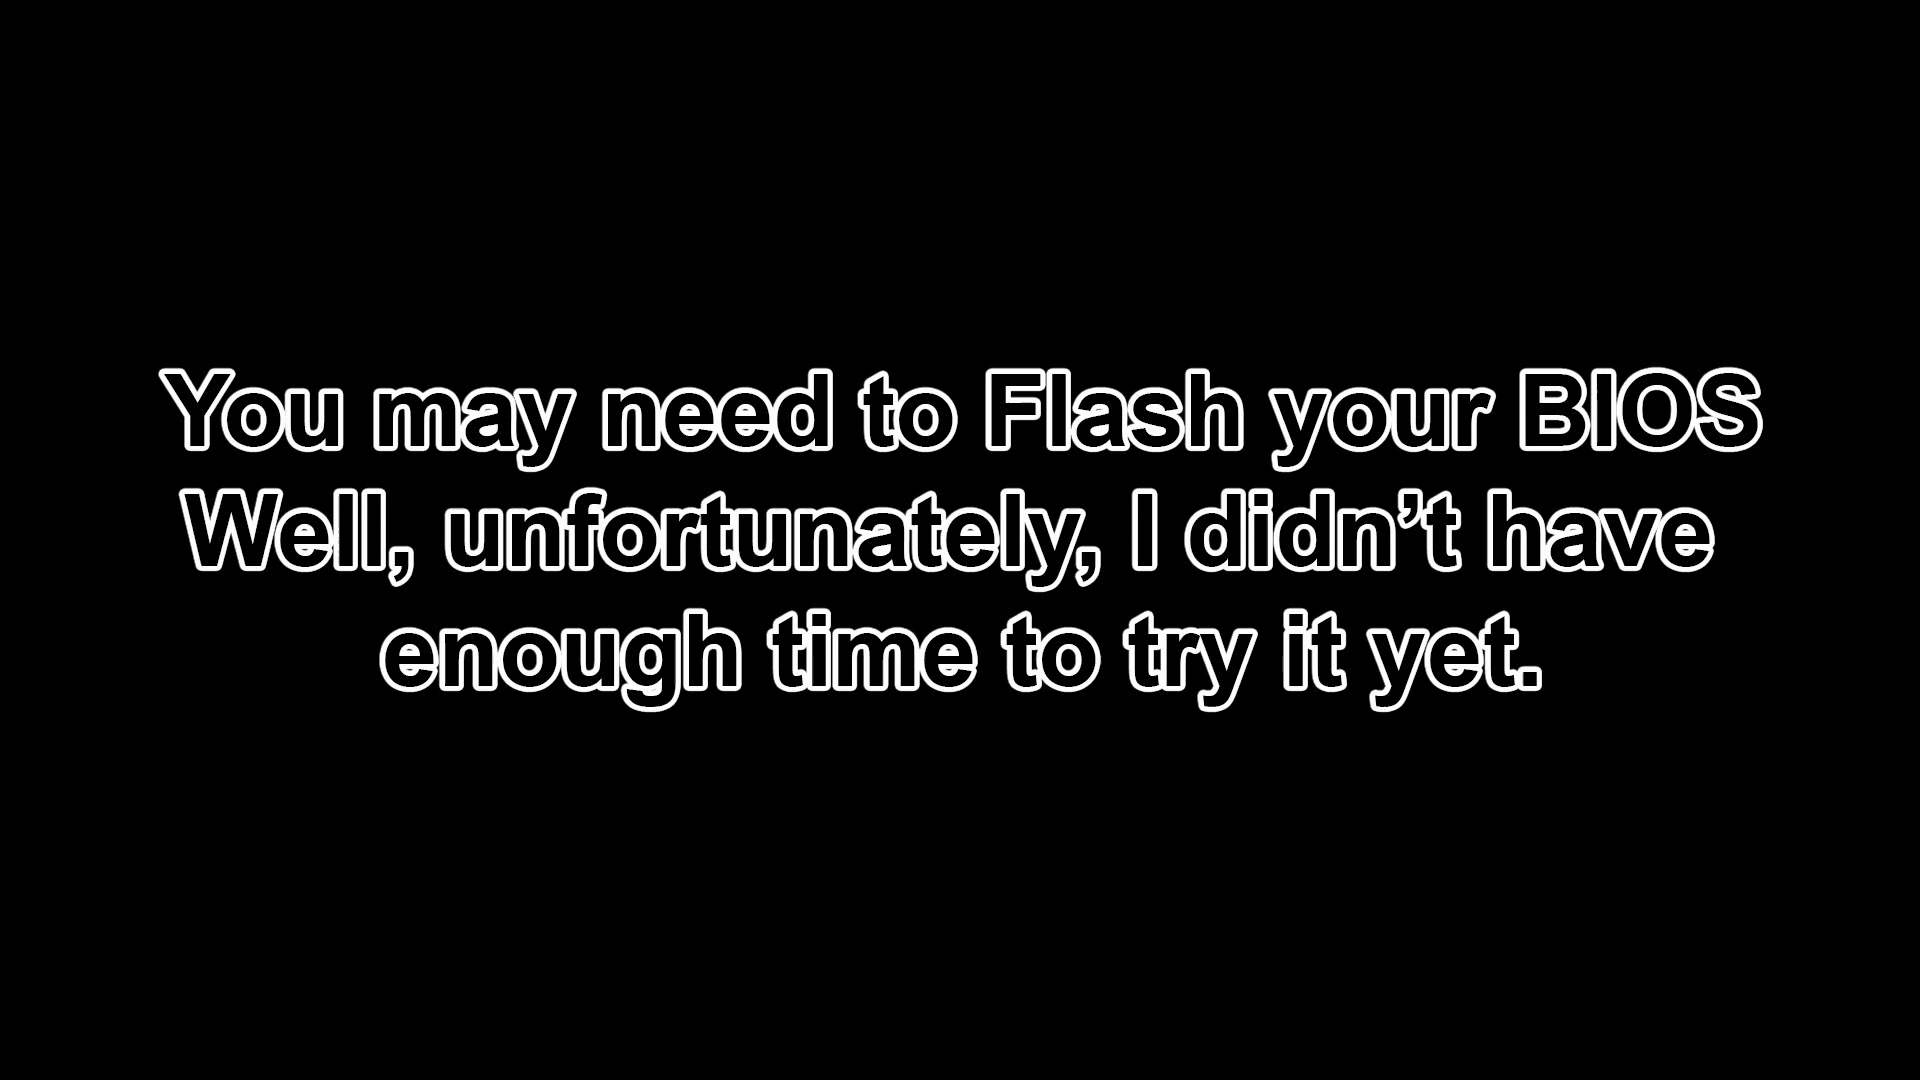 You may need to Flash your BIOS
Well, unfortunately, I didn’t have
enough time to try it yet.